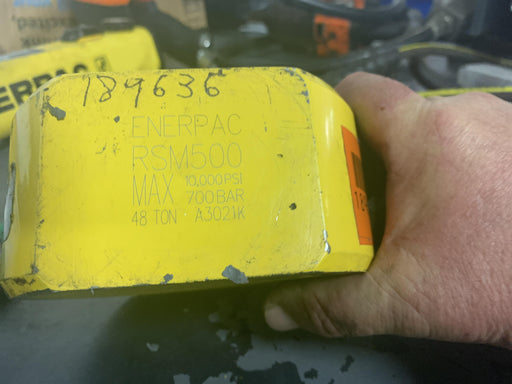 189636
ENERPAC
RSM500
MAX 10,000 PSI
700 BAR
48 TON A3021K